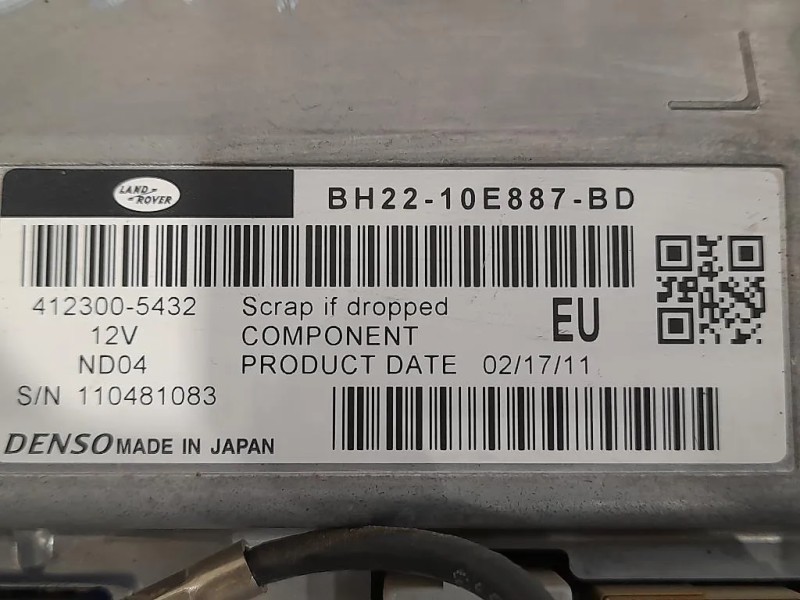 LAND ROVER
BH22-10E887-BD
412300-5432 Scrap if dropped EU
12V COMPONENT
ND04 PRODUCT DATE 02/17/11
S/N 110481083
DENSO MADE IN JAPAN